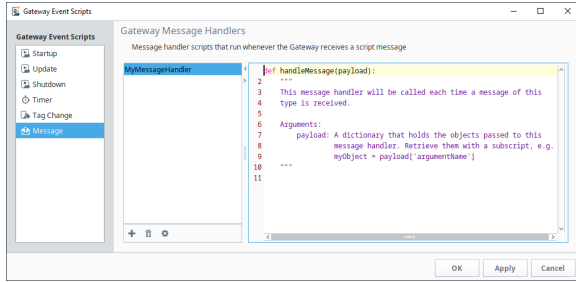 Gateway Event Scripts
Gateway Event Scripts
Startup
Update
Shutdown
Timer
Tag Change
Message
Gateway Message Handlers
Message handler scripts that run whenever the Gateway receives a script message
MyMessageHandler
def handleMessage(payload):
2 """
3 This message handler will be called each time a message of this
4 type is received.
5
6 Arguments:
7 payload: A dictionary that holds the objects passed to this
8 message handler. Retrieve them with a subscript, e.g.
9 myObject = payload['argumentName']
10 """
11
OK Apply Cancel